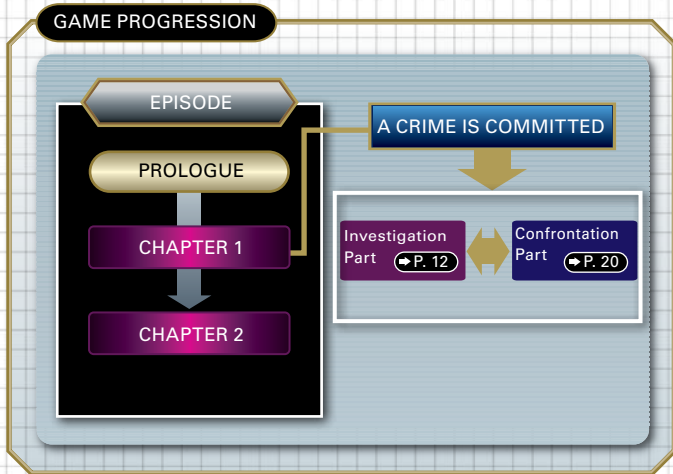 GAME PROGRESSION
EPISODE
PROLOGUE
CHAPTER 1
CHAPTER 2
A CRIME IS COMMITTED
Investigation
Part ➡P. 12
Confrontation
Part ➡P. 20